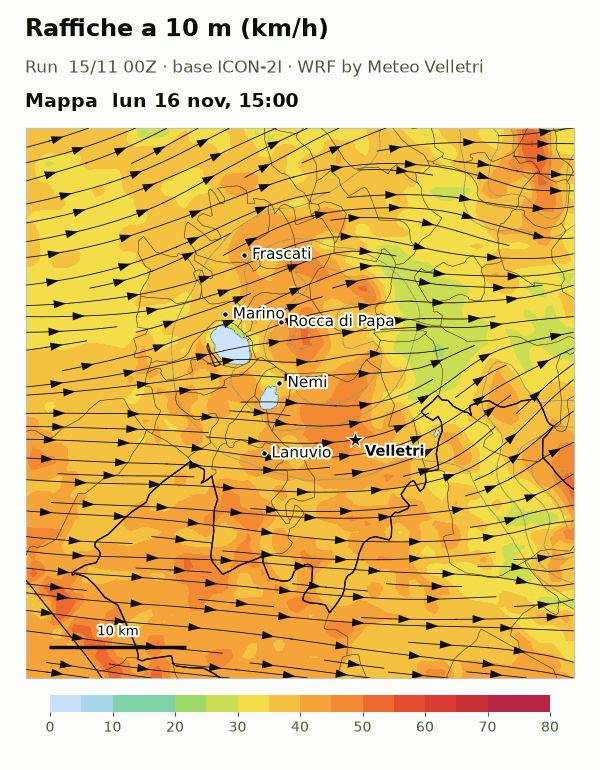 Raffiche a 10 m (km/h)
Run  15/11 00Z · base ICON-2I · WRF by Meteo Velletri
Mappa  lun 16 nov, 15:00
Frascati
Marino
Rocca di Papa
Nemi
Velletri
Lanuvio
10 km
0 10 20 30 40 50 60 70 80